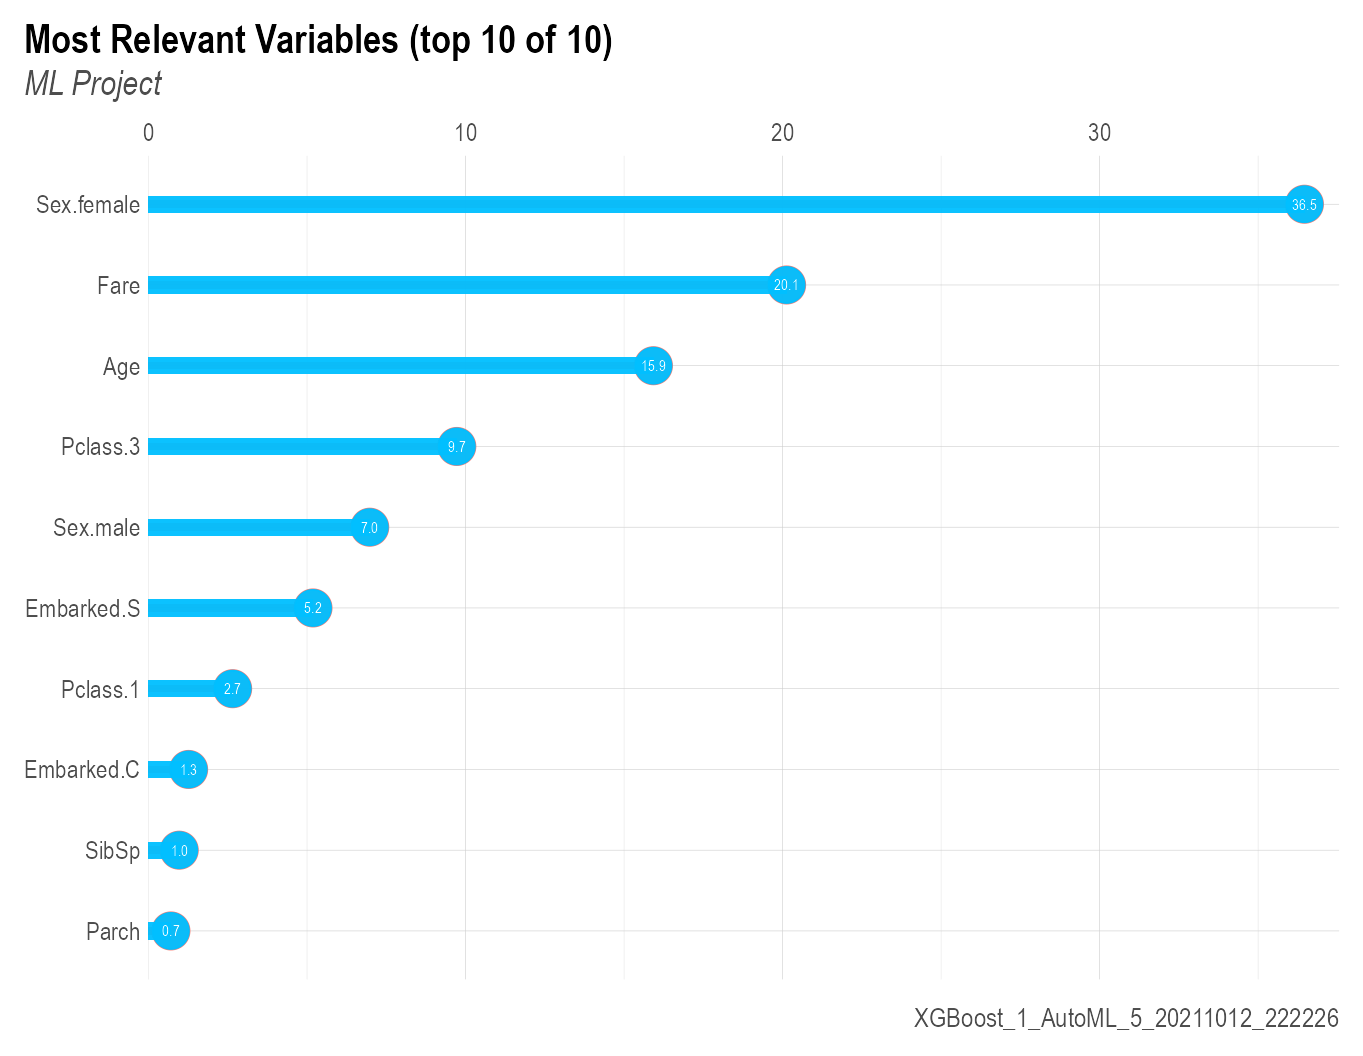 Most Relevant Variables (top 10 of 10)
ML Project
0 10 20 30
Sex.female 36.5
Fare 20.1
Age 15.9
Pclass.3 9.7
Sex.male 7.0
Embarked.S 5.2
Pclass.1 2.7
Embarked.C 1.3
SibSp 1.0
Parch 0.7
XGBoost_1_AutoML_5_20211012_222226